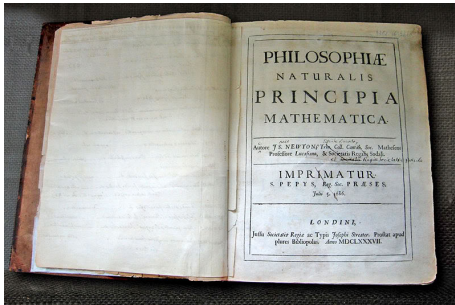 PHILOSOPHIÆ
NATURALIS
PRINCIPIA
MATHEMATICA.
Autore JS. NEWTON, Trin. Coll. Cantab. Soc. Matheseos
Professore Lucasiano, & Societatis Regalis Sodali.
IMPRIMATUR.
S. PEPYS, Reg. Soc. PRÆSES.
Julii 5. 1686.
LONDINI,
Jussu Societatis Regiæ ac Typis Josephi Streater. Prostat apud
plures Bibliopolas. Anno MDCLXXXVII.